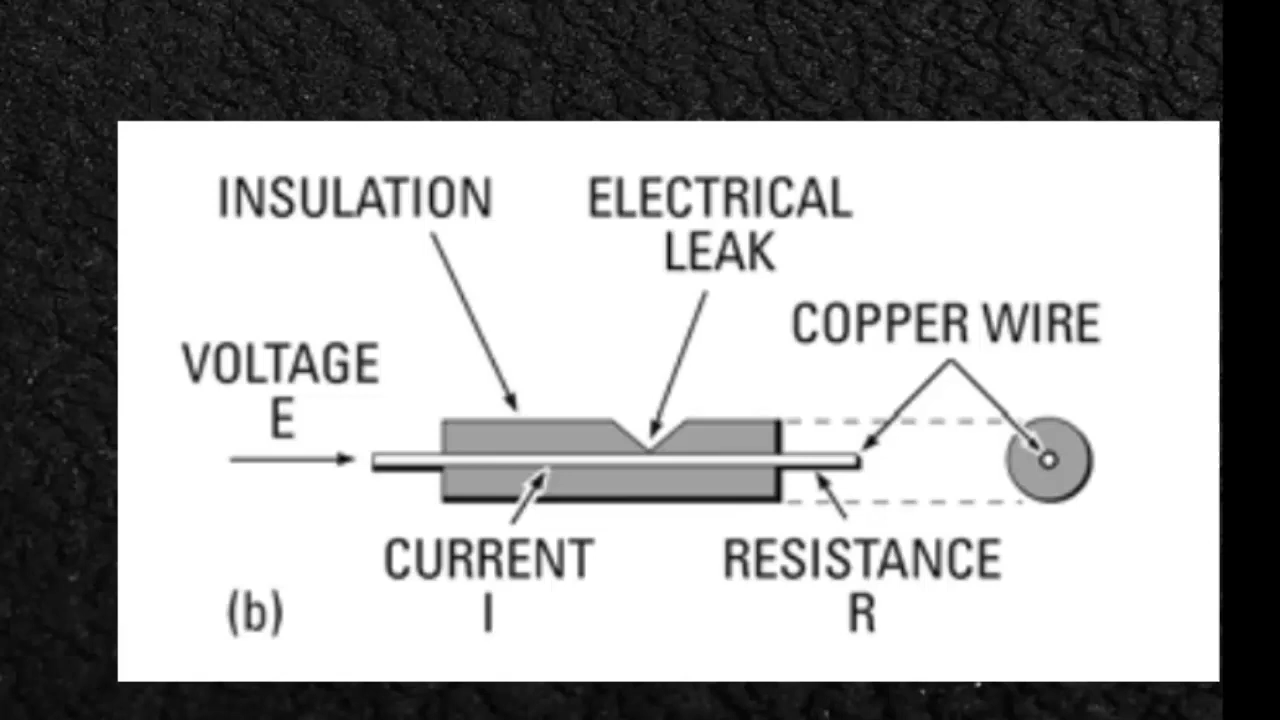 INSULATION
ELECTRICAL
LEAK
COPPER WIRE
VOLTAGE
E
CURRENT
I
RESISTANCE
R
(b)